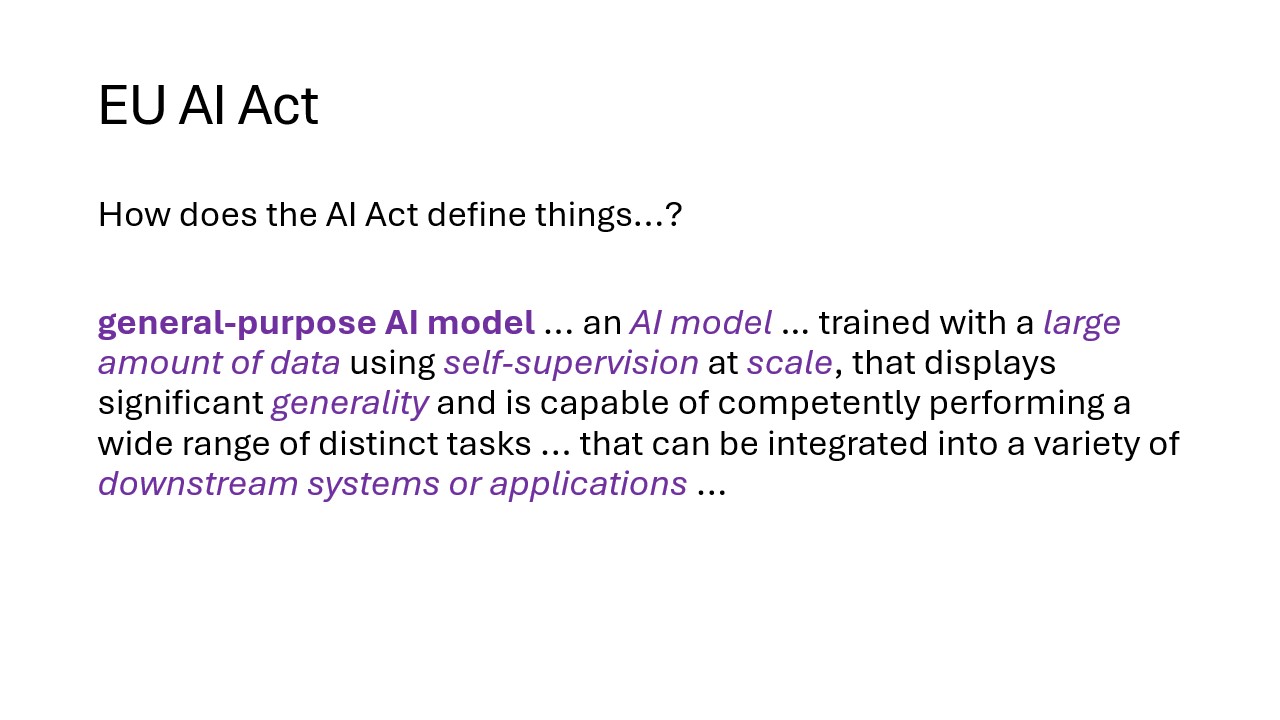 EU AI Act
How does the AI Act define things…?
general-purpose AI model … an AI model … trained with a large
amount of data using self-supervision at scale, that displays
significant generality and is capable of competently performing a
wide range of distinct tasks … that can be integrated into a variety of
downstream systems or applications …